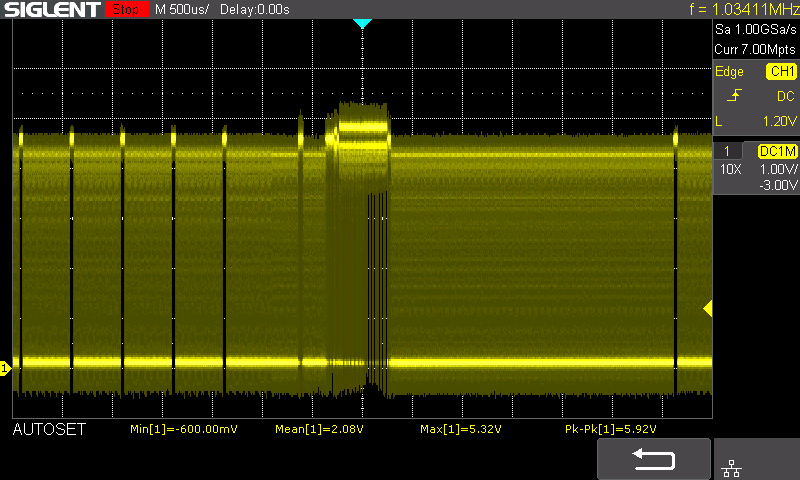 SIGLENT Stop M 500us/ Delay:0.00s f = 1.03411MHz
Sa 1.00GSa/s
Curr 7.00Mpts
Edge CH1
DC
L 1.20V
1 DC1M
10X 1.00V/
-3.00V
1
AUTOSET Min[1]=-600.00mV Mean[1]=2.08V Max[1]=5.32V Pk-Pk[1]=5.92V